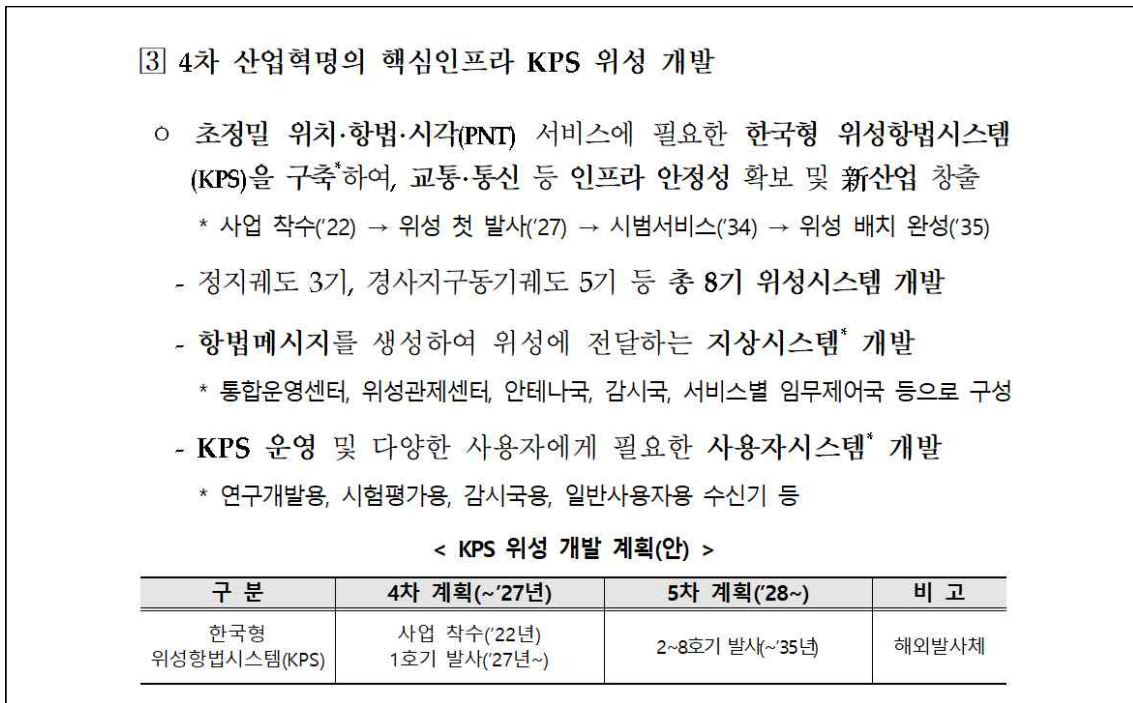 3 4차 산업혁명의 핵심인프라 KPS 위성 개발
ㅇ 초정밀 위치·항법·시각(PNT) 서비스에 필요한 한국형 위성항법시스템
(KPS)을 구축*하여, 교통·통신 등 인프라 안정성 확보 및 新산업 창출
* 사업 착수('22) → 위성 첫 발사('27) → 시범서비스('34) → 위성 배치 완성('35)
- 정지궤도 3기, 경사지구동기궤도 5기 등 총 8기 위성시스템 개발
- 항법메시지를 생성하여 위성에 전달하는 지상시스템* 개발
* 통합운영센터, 위성관제센터, 안테나국, 감시국, 서비스별 임무제어국 등으로 구성
- KPS 운영 및 다양한 사용자에게 필요한 사용자시스템* 개발
* 연구개발용, 시험평가용, 감시국용, 일반사용자용 수신기 등
< KPS 위성 개발 계획(안) >
구 분 4차 계획(~'27년) 5차 계획('28~) 비 고
한국형 사업 착수('22년)
위성항법시스템(KPS) 1호기 발사('27년~) 2~8호기 발사(~'35년) 해외발사체